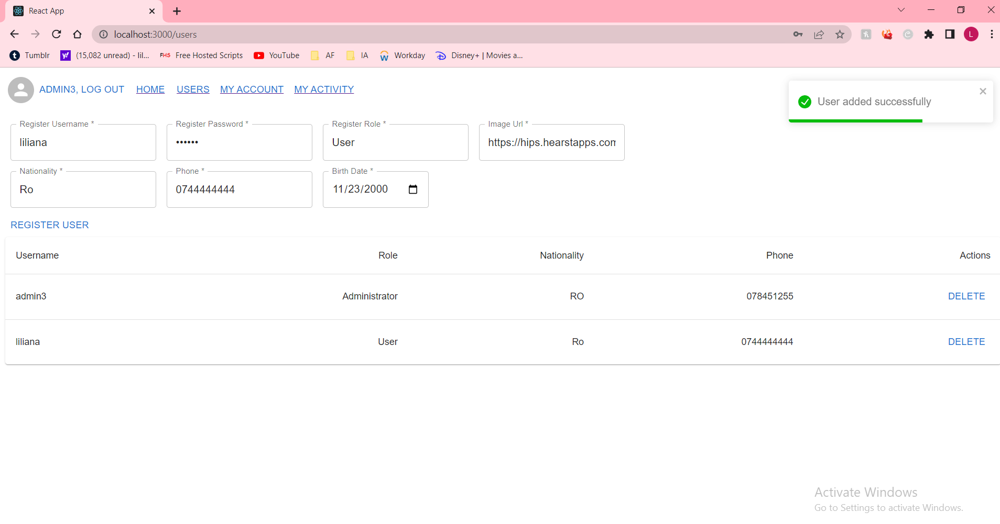 React App
localhost:3000/users
L
Tumblr (15,082 unread) - lil... FHS Free Hosted Scripts YouTube AF IA Workday Disney+ | Movies a...
ADMIN3, LOG OUT HOME USERS MY ACCOUNT MY ACTIVITY
User added successfully
Register Username * Register Password * Register Role * Image Url *
liliana •••••• User https://hips.hearstapps.com
Nationality * Phone * Birth Date *
Ro 0744444444 11/23/2000
REGISTER USER
Username Role Nationality Phone Actions
admin3 Administrator RO 078451255 DELETE
liliana User Ro 0744444444 DELETE
Activate Windows
Go to Settings to activate Windows.